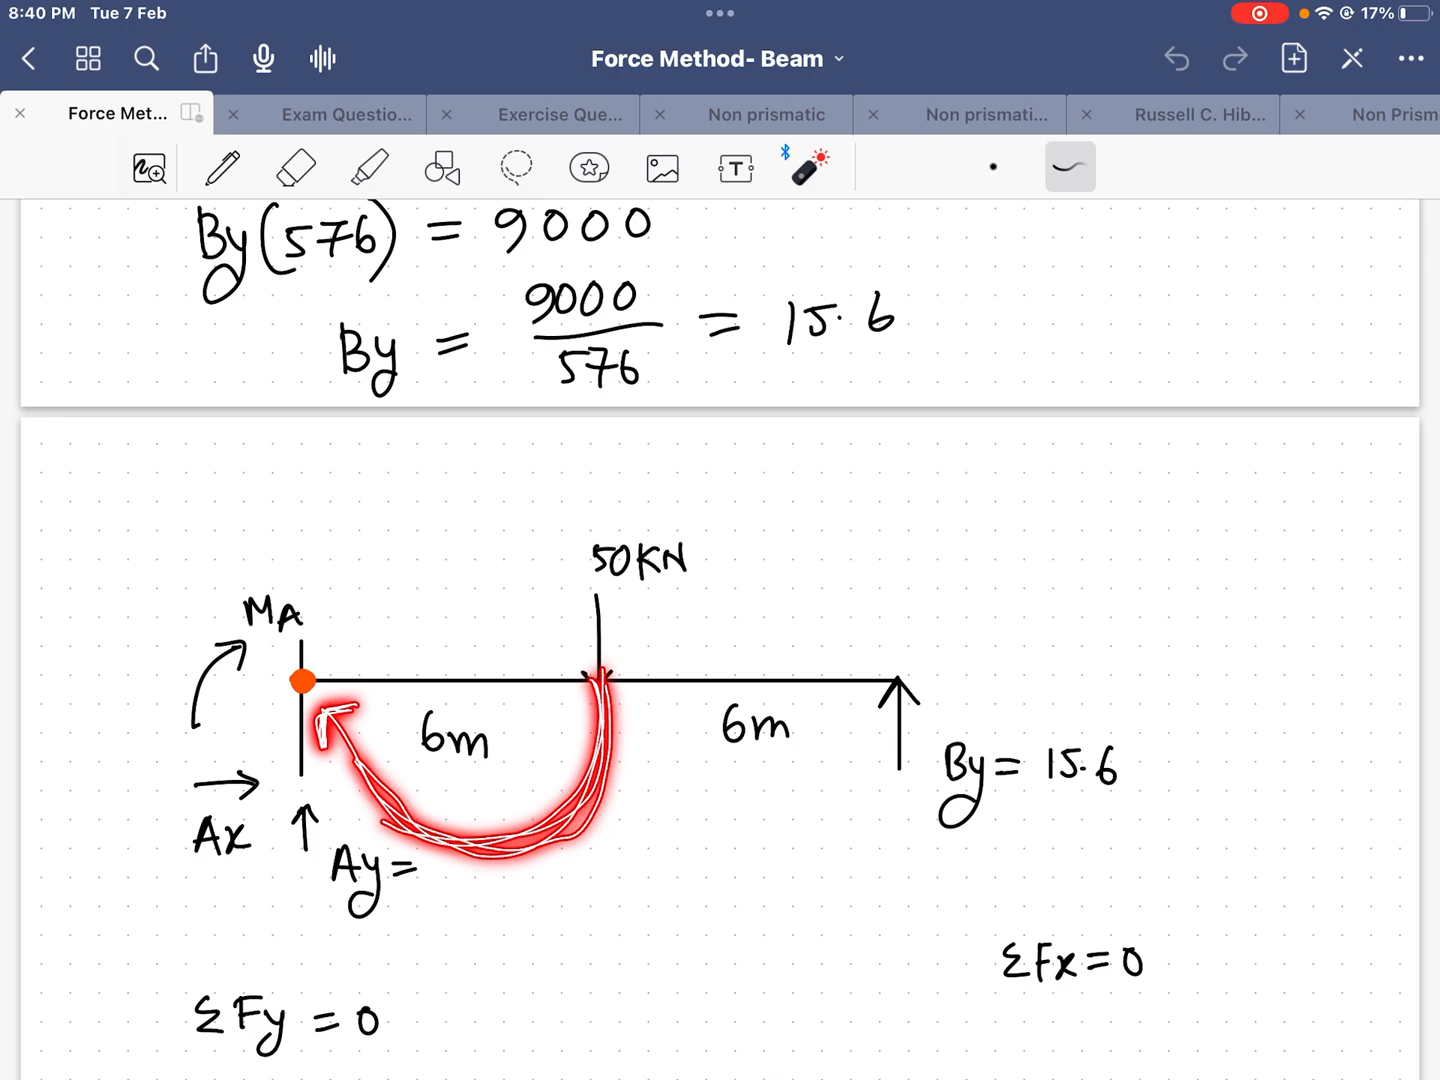 8:40 PM Tue 7 Feb
17%
Force Method- Beam
Force Met...
Exam Questio...
Exercise Que...
Non prismatic
Non prismati...
Russell C. Hib...
Non Prism
T
By(576) = 9000
By = 9000/576 = 15.6
50KN
MA
6m
6m
By = 15.6
Ax
Ay =
ΣFx = 0
ΣFy = 0